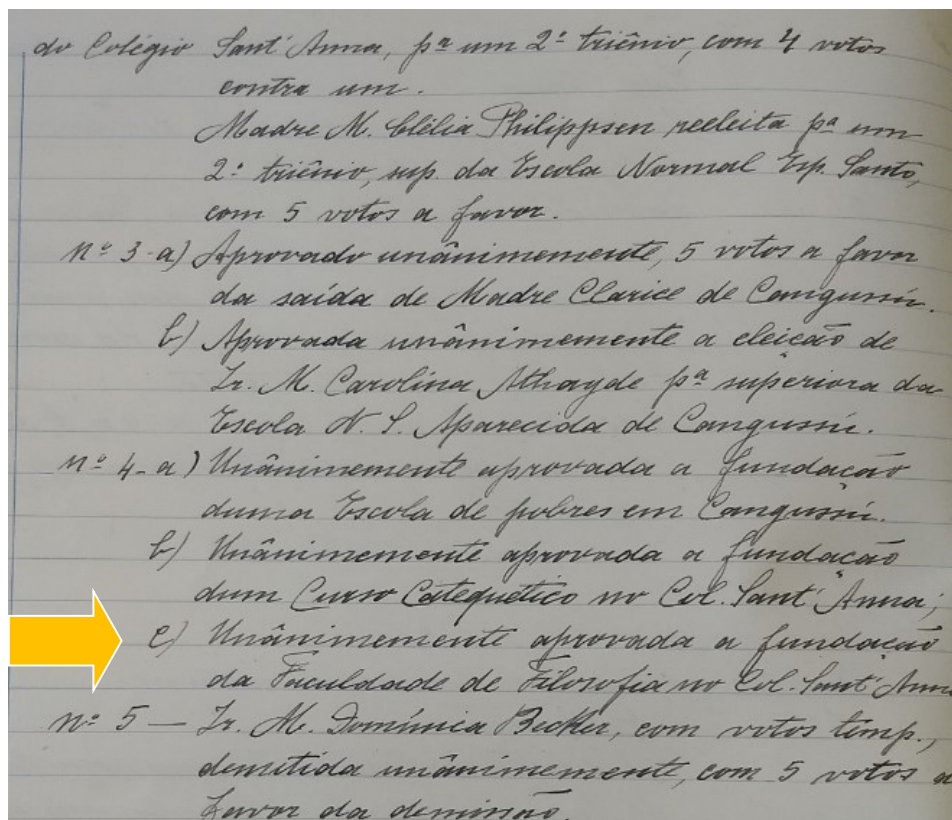 do Colégio Sant' Anna, pª um 2º triênio, com 4 votos
contra um.
Madre M. Clélia Philippsen reeleita pª um
2º triênio, sup. da Escola Normal Esp. Santo,
com 5 votos a favor.
nº 3-a) Aprovado unânimemente, 5 votos a favor
da saída de Madre Clarice de Cangussú.
b) Aprovada unânimemente a eleição de
Ir. M. Carolina Athayde pª superiora da
Escola N. S. Aparecida de Cangussú.
nº 4-a) Unânimemente aprovada a fundação
duma Escola de pobres em Cangussú.
b) Unânimemente aprovada a fundação
dum Curso Catequético no Col. Sant' Anna;
c) Unânimemente aprovada a fundação
da Faculdade de Filosofia no Col. Sant' Anna
nº 5 — Ir. M. Domínica Becker, com votos temp.,
demitida unânimemente, com 5 votos a
favor da demissão.